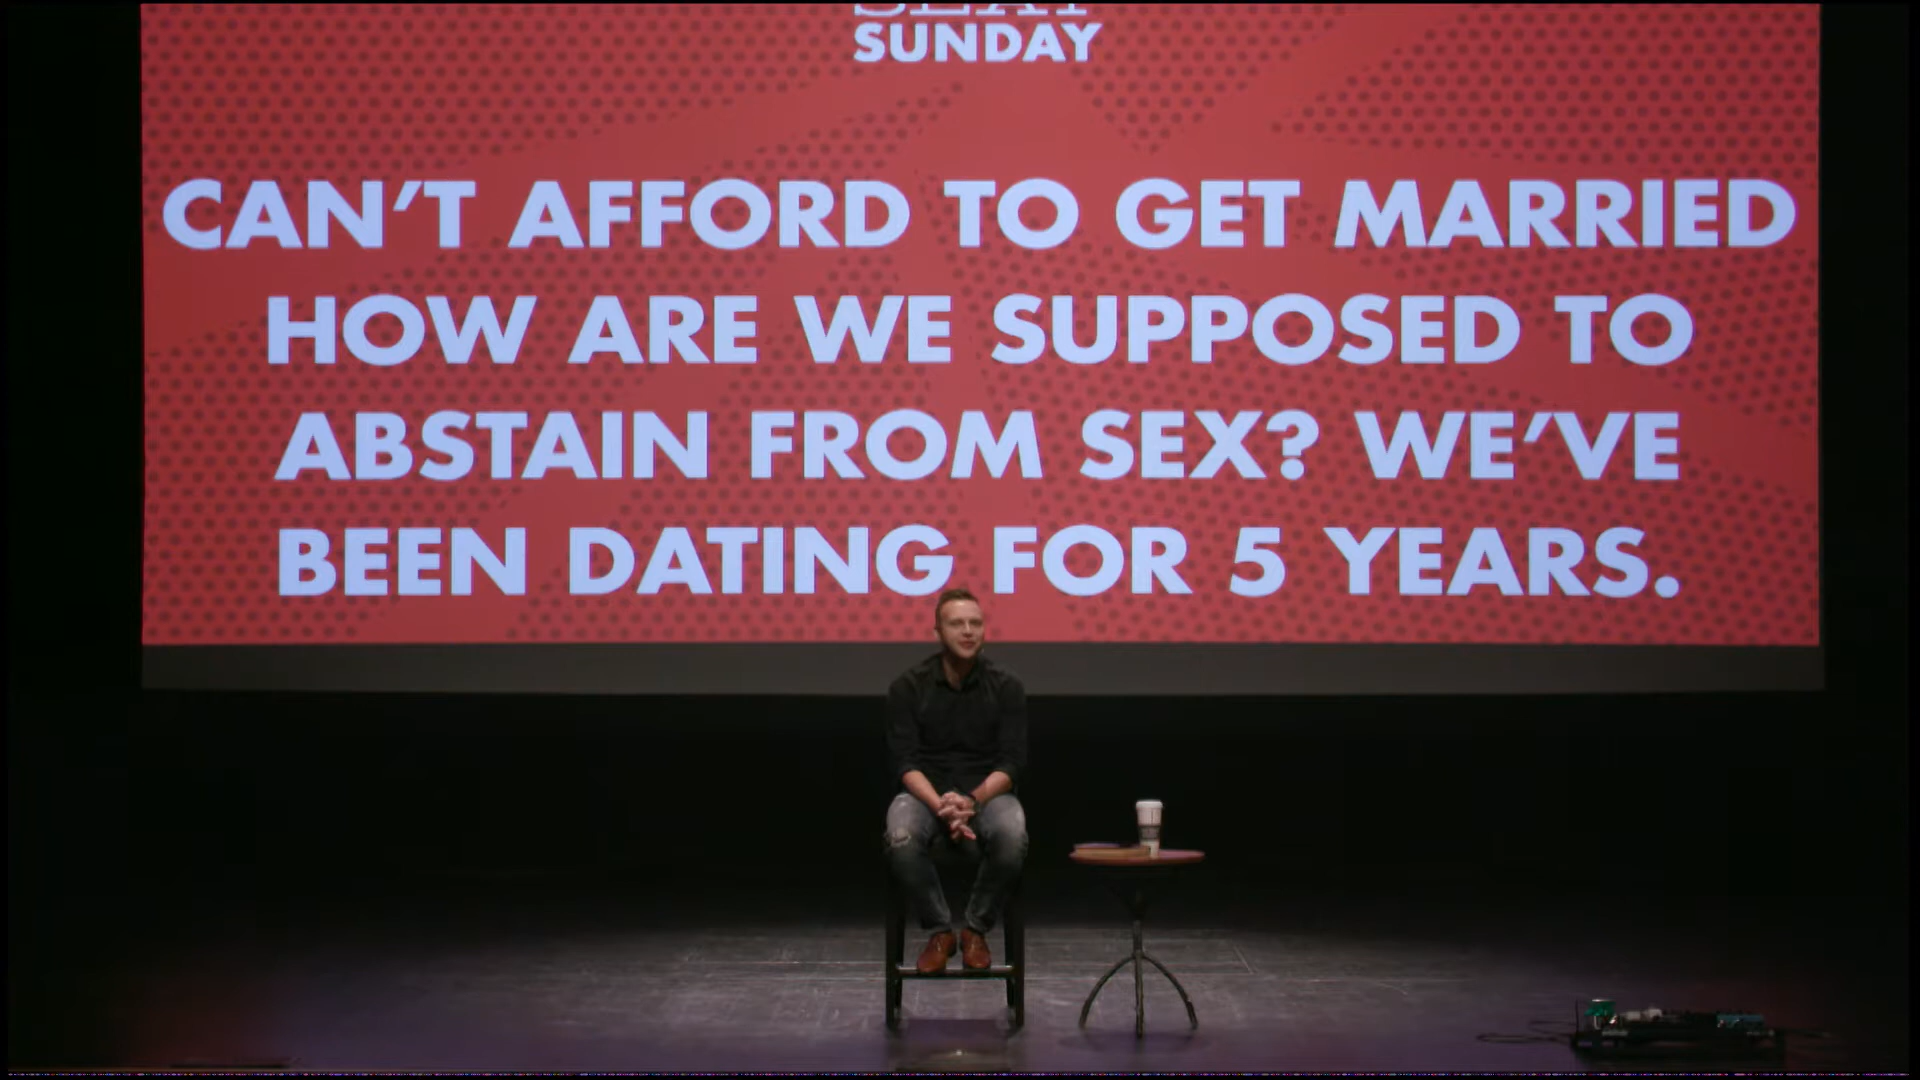 SUNDAY
CAN'T AFFORD TO GET MARRIED
HOW ARE WE SUPPOSED TO
ABSTAIN FROM SEX? WE'VE
BEEN DATING FOR 5 YEARS.